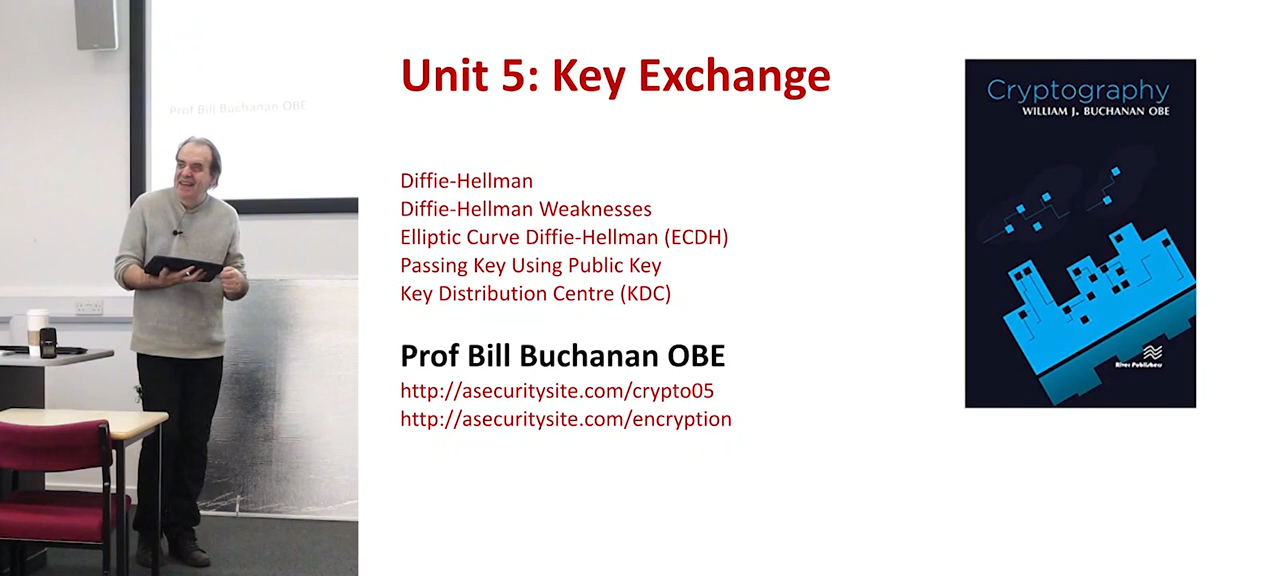 Prof Bill Buchanan OBE
Unit 5: Key Exchange
Diffie-Hellman
Diffie-Hellman Weaknesses
Elliptic Curve Diffie-Hellman (ECDH)
Passing Key Using Public Key
Key Distribution Centre (KDC)
Prof Bill Buchanan OBE
http://asecuritysite.com/crypto05
http://asecuritysite.com/encryption
Cryptography
WILLIAM J. BUCHANAN OBE
River Publishers